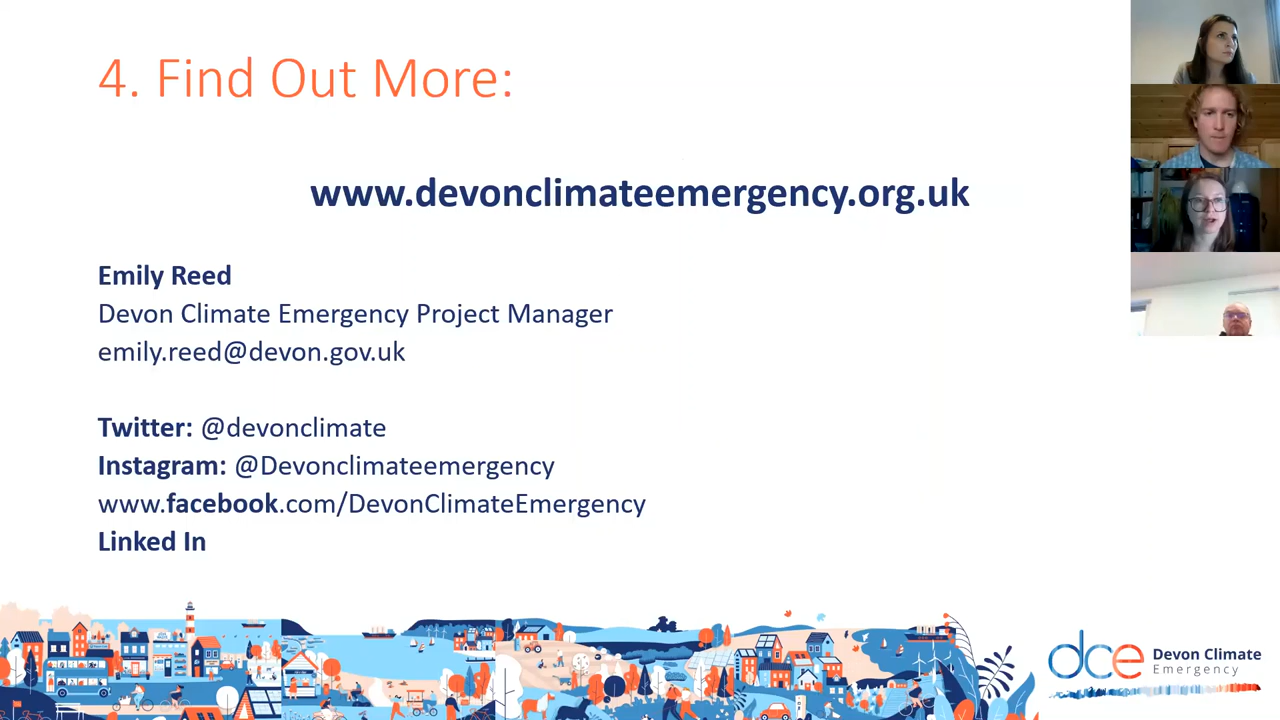 4. Find Out More:
www.devonclimateemergency.org.uk
Emily Reed
Devon Climate Emergency Project Manager
emily.reed@devon.gov.uk
Twitter: @devonclimate
Instagram: @Devonclimateemergency
www.facebook.com/DevonClimateEmergency
Linked In
dce Devon Climate
Emergency